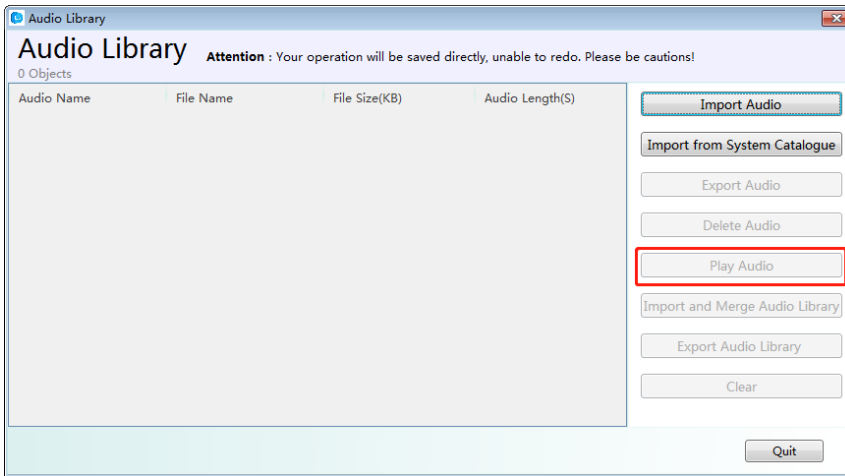 Audio Library
Audio Library Attention : Your operation will be saved directly, unable to redo. Please be cautions!
0 Objects
Audio Name File Name File Size(KB) Audio Length(S)
Import Audio
Import from System Catalogue
Export Audio
Delete Audio
Play Audio
Import and Merge Audio Library
Export Audio Library
Clear
Quit